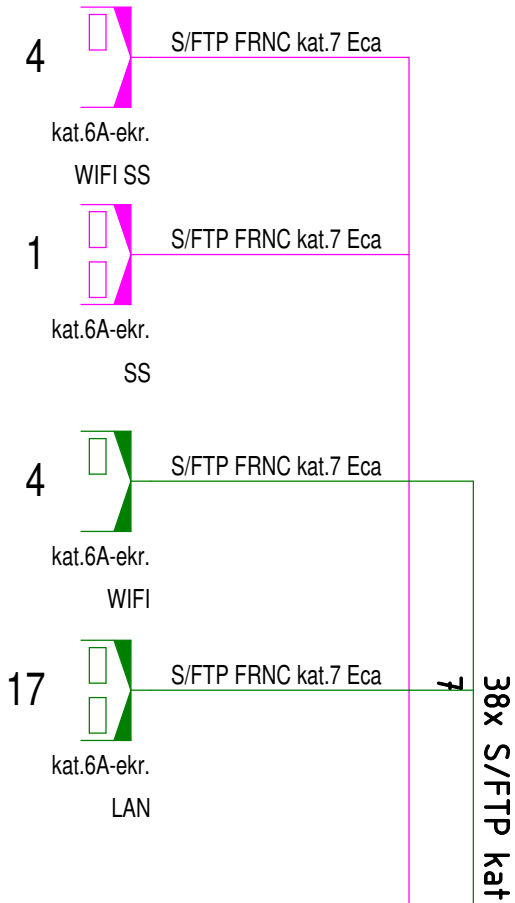 4
S/FTP FRNC kat.7 Eca
kat.6A-ekr.
WIFI SS
1
S/FTP FRNC kat.7 Eca
kat.6A-ekr.
SS
4
S/FTP FRNC kat.7 Eca
kat.6A-ekr.
WIFI
17
S/FTP FRNC kat.7 Eca
kat.6A-ekr.
LAN
38x S/FTP kat
7